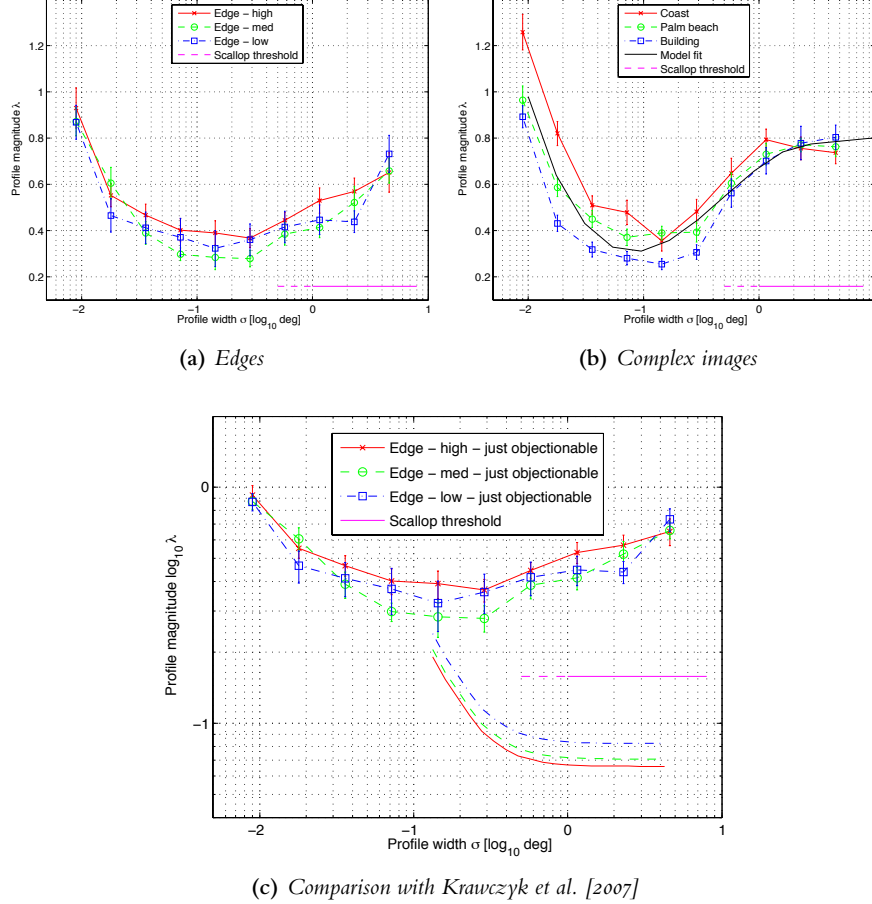 Edge − high
Edge − med
Edge − low
Scallop threshold
Profile magnitude λ
1.2
1
0.8
0.6
0.4
0.2
−2
−1
0
1
Profile width σ [log10 deg]
(a) Edges
Coast
Palm beach
Building
Model fit
Scallop threshold
Profile magnitude λ
1.2
1
0.8
0.6
0.4
0.2
−2
−1
0
Profile width σ [log10 deg]
(b) Complex images
Edge − high − just objectionable
Edge − med − just objectionable
Edge − low − just objectionable
Scallop threshold
Profile magnitude log10 λ
0
−1
−2
−1
0
1
Profile width σ [log10 deg]
(c) Comparison with Krawczyk et al. [2007]